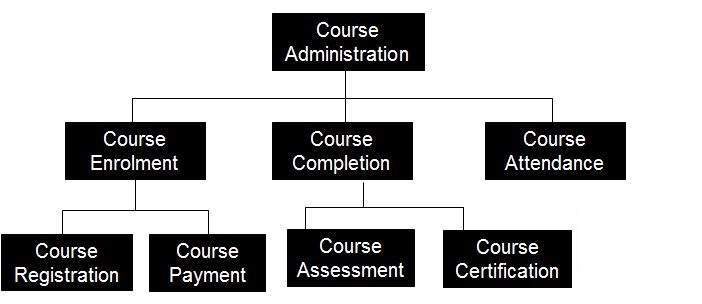 Course
Administration
Course
Enrolment
Course
Completion
Course
Attendance
Course
Registration
Course
Payment
Course
Assessment
Course
Certification